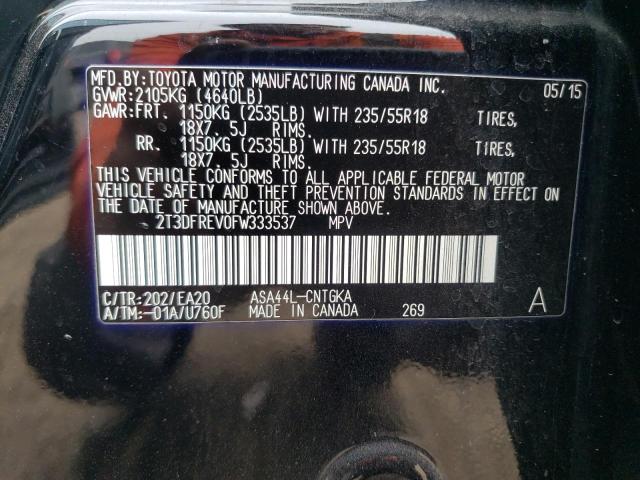 MFD.BY:TOYOTA MOTOR MANUFACTURING CANADA INC. 05/15
GVWR:2105KG (4640LB)
GAWR:FRT. 1150KG (2535LB) WITH 235/55R18 TIRES,
18X7. 5J RIMS.
RR. 1150KG (2535LB) WITH 235/55R18 TIRES,
18X7. 5J RIMS.
THIS VEHICLE CONFORMS TO ALL APPLICABLE FEDERAL MOTOR
VEHICLE SAFETY AND THEFT PREVENTION STANDARDS IN EFFECT ON
THE DATE OF MANUFACTURE SHOWN ABOVE.
2T3DFREV0FW333537 MPV
C/TR:202/EA20 ASA44L-CNTGKA
A/TM:-01A/U760F MADE IN CANADA 269 A